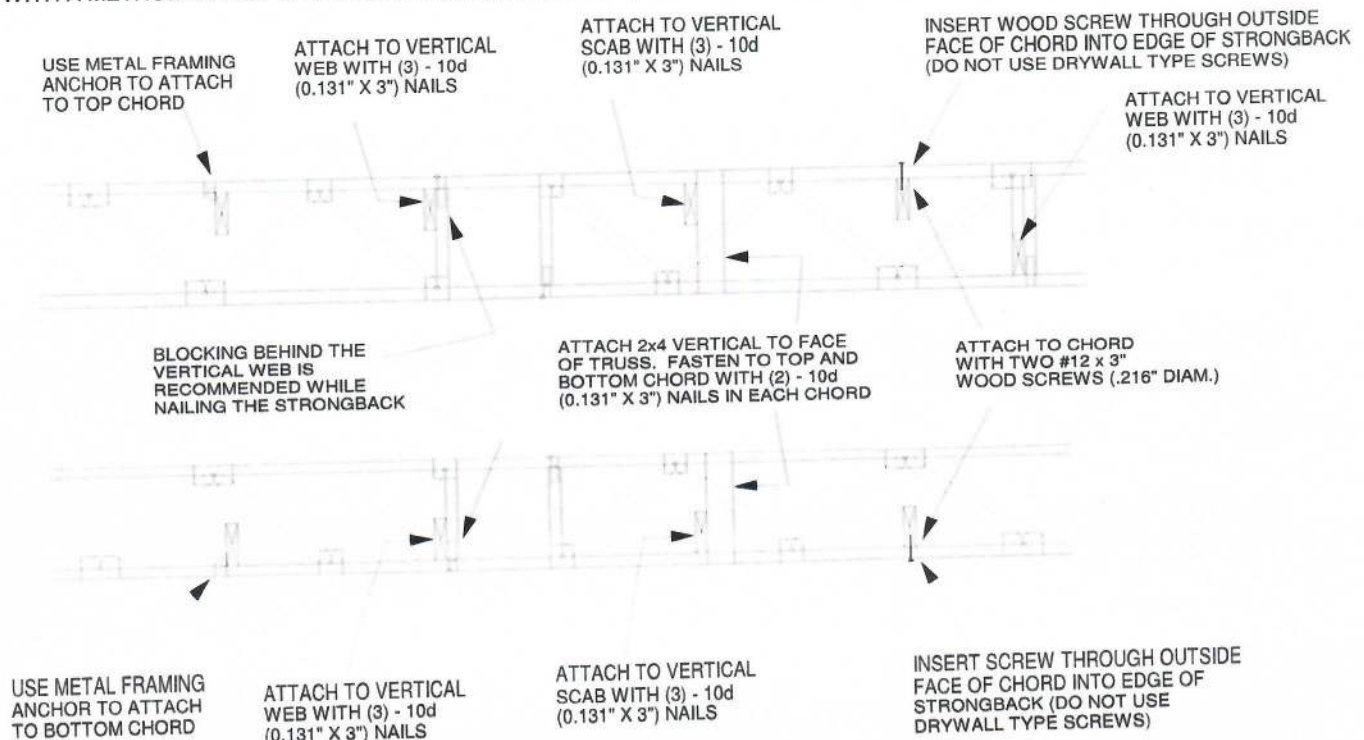 USE METAL FRAMING
ANCHOR TO ATTACH
TO TOP CHORD
ATTACH TO VERTICAL
WEB WITH (3) - 10d
(0.131" X 3") NAILS
ATTACH TO VERTICAL
SCAB WITH (3) - 10d
(0.131" X 3") NAILS
INSERT WOOD SCREW THROUGH OUTSIDE
FACE OF CHORD INTO EDGE OF STRONGBACK
(DO NOT USE DRYWALL TYPE SCREWS)
ATTACH TO VERTICAL
WEB WITH (3) - 10d
(0.131" X 3") NAILS
BLOCKING BEHIND THE
VERTICAL WEB IS
RECOMMENDED WHILE
NAILING THE STRONGBACK
ATTACH 2x4 VERTICAL TO FACE
OF TRUSS. FASTEN TO TOP AND
BOTTOM CHORD WITH (2) - 10d
(0.131" X 3") NAILS IN EACH CHORD
ATTACH TO CHORD
WITH TWO #12 x 3"
WOOD SCREWS (.216" DIAM.)
USE METAL FRAMING
ANCHOR TO ATTACH
TO BOTTOM CHORD
ATTACH TO VERTICAL
WEB WITH (3) - 10d
(0.131" X 3") NAILS
ATTACH TO VERTICAL
SCAB WITH (3) - 10d
(0.131" X 3") NAILS
INSERT SCREW THROUGH OUTSIDE
FACE OF CHORD INTO EDGE OF
STRONGBACK (DO NOT USE
DRYWALL TYPE SCREWS)